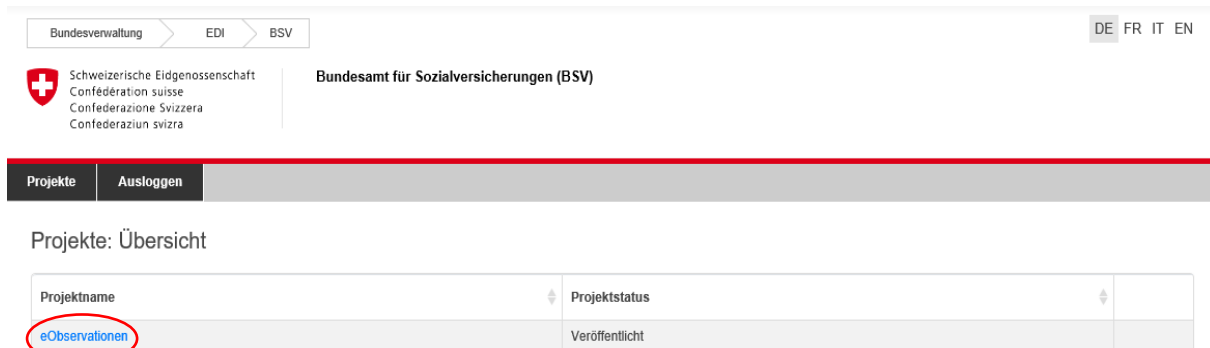 Bundesverwaltung EDI BSV
DE FR IT EN
Schweizerische Eidgenossenschaft
Confédération suisse
Confederazione Svizzera
Confederaziun svizra
Bundesamt für Sozialversicherungen (BSV)
Projekte Ausloggen
Projekte: Übersicht
Projektname Projektstatus
eObservationen Veröffentlicht